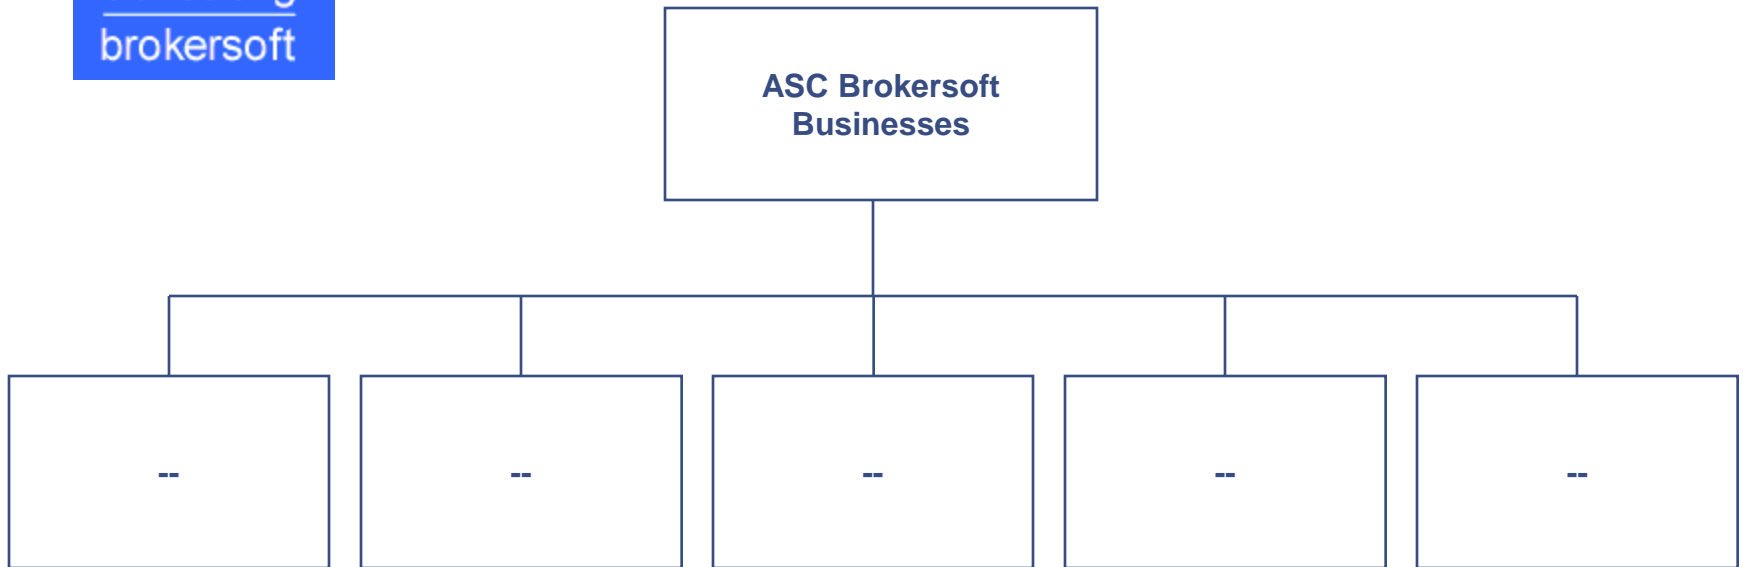 brokersoft
ASC Brokersoft
Businesses
-- -- -- -- --